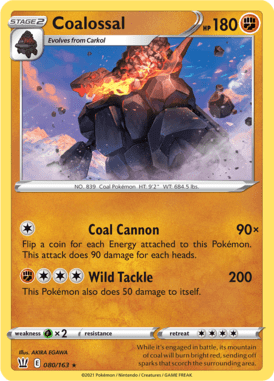 STAGE 2 Coalossal HP 180
Evolves from Carkol
NO. 839. Coal Pokémon. HT. 9'2" WT. 684.5 lbs.
Coal Cannon 90×
Flip a coin for each Energy attached to this Pokémon.
This attack does 90 damage for each heads.
Wild Tackle 200
This Pokémon also does 50 damage to itself.
weakness ×2 resistance retreat
Illus. AKIRA EGAWA
080/163 ★
While it's engaged in battle, its mountain
of coal will burn bright red, sending off
sparks that scorch the surrounding area.
©2021 Pokémon / Nintendo / Creatures / GAME FREAK